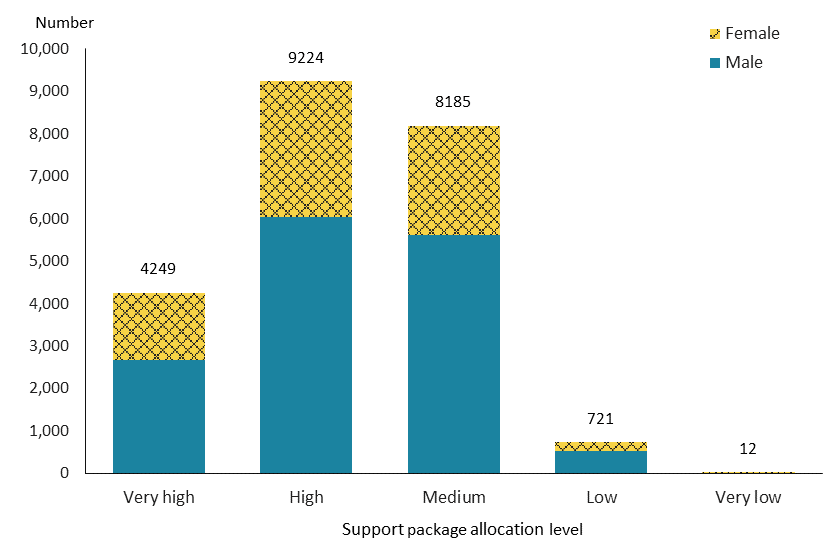 Number
Female
Male
10,000
9,000
8,000
7,000
6,000
5,000
4,000
3,000
2,000
1,000
0
4249
9224
8185
721
12
Very high
High
Medium
Low
Very low
Support package allocation level